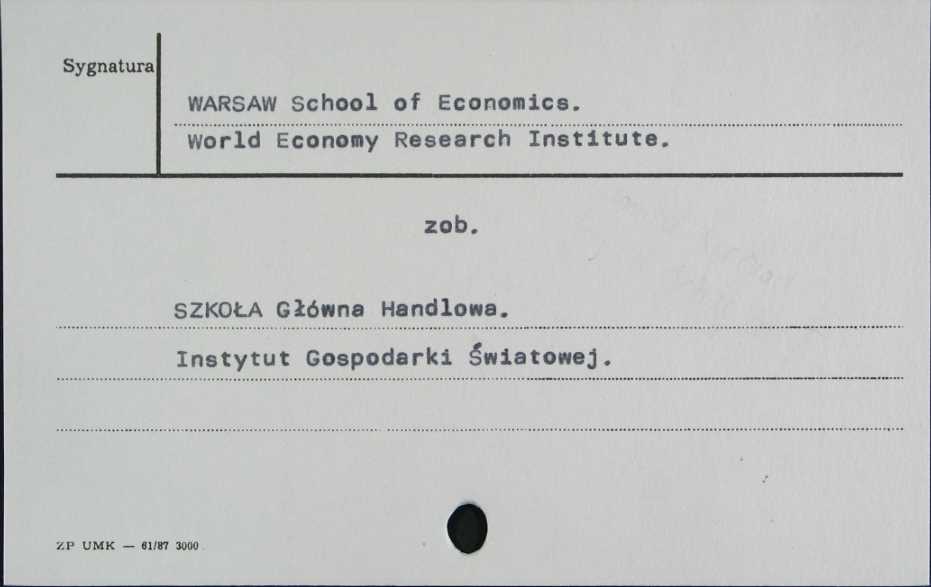 Sygnatura
WARSAW School of Economics.
World Economy Research Institute.
zob.
SZKOŁA Główna Handlowa.
Instytut Gospodarki Światowej.
ZP UMK — 61/87 3000